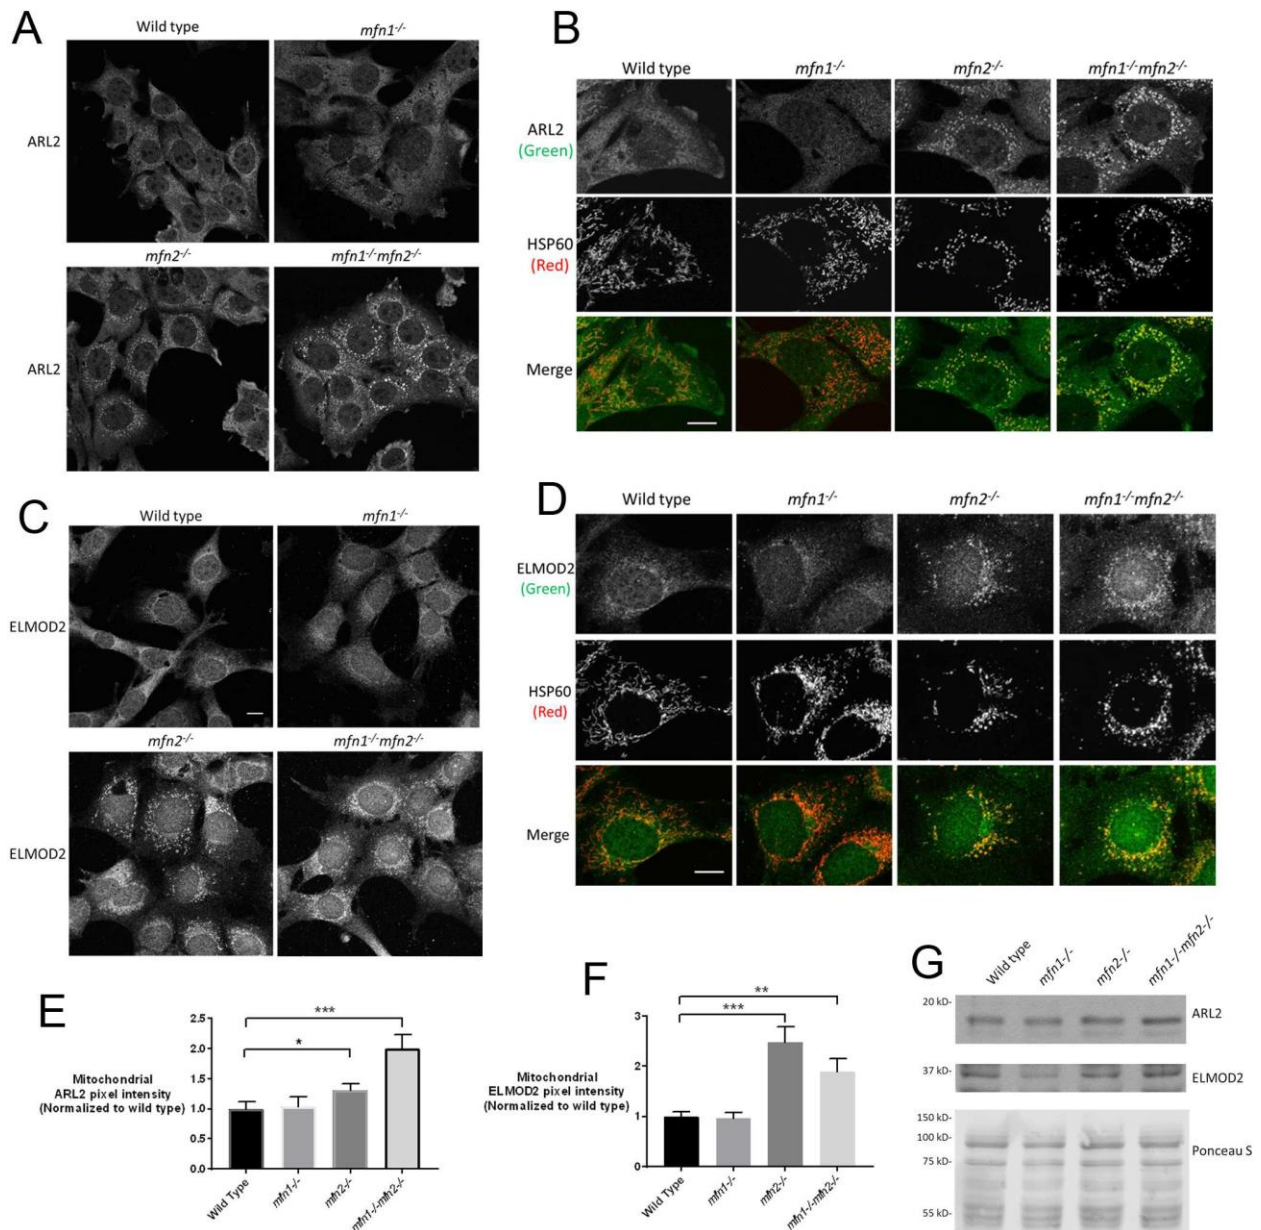 A
Wild type
mfn1-/-
ARL2
mfn2-/-
mfn1-/-mfn2-/-
ARL2
B
Wild type
mfn1-/-
mfn2-/-
mfn1-/-mfn2-/-
ARL2
(Green)
HSP60
(Red)
Merge
C
Wild type
mfn1-/-
ELMOD2
mfn2-/-
mfn1-/-mfn2-/-
ELMOD2
D
Wild type
mfn1-/-
mfn2-/-
mfn1-/-mfn2-/-
ELMOD2
(Green)
HSP60
(Red)
Merge
E
Mitochondrial
ARL2 pixel intensity
(Normalized to wild type)
2.5
2.0
1.5
1.0
0.5
0.0
***
*
Wild Type
mfn1-/-
mfn2-/-
mfn1-/-mfn2-/-
F
Mitochondrial
ELMOD2 pixel intensity
(Normalized to wild type)
3
2
1
0
**
***
Wild Type
mfn1-/-
mfn2-/-
mfn1-/-mfn2-/-
G
Wild type
mfn1-/-
mfn2-/-
mfn1-/-mfn2-/-
20 kD-
ARL2
37 kD-
ELMOD2
150 kD-
100 kD-
75 kD-
55 kD-
Ponceau S